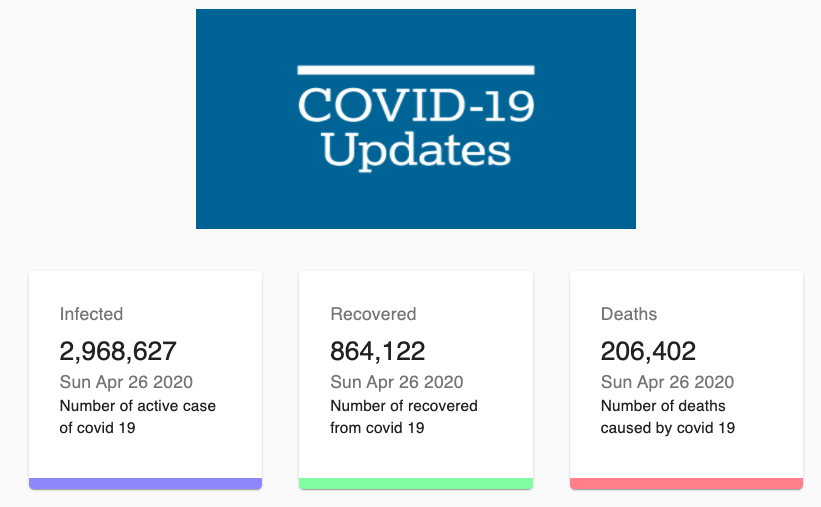 COVID-19
Updates
Infected
2,968,627
Sun Apr 26 2020
Number of active case
of covid 19
Recovered
864,122
Sun Apr 26 2020
Number of recovered
from covid 19
Deaths
206,402
Sun Apr 26 2020
Number of deaths
caused by covid 19